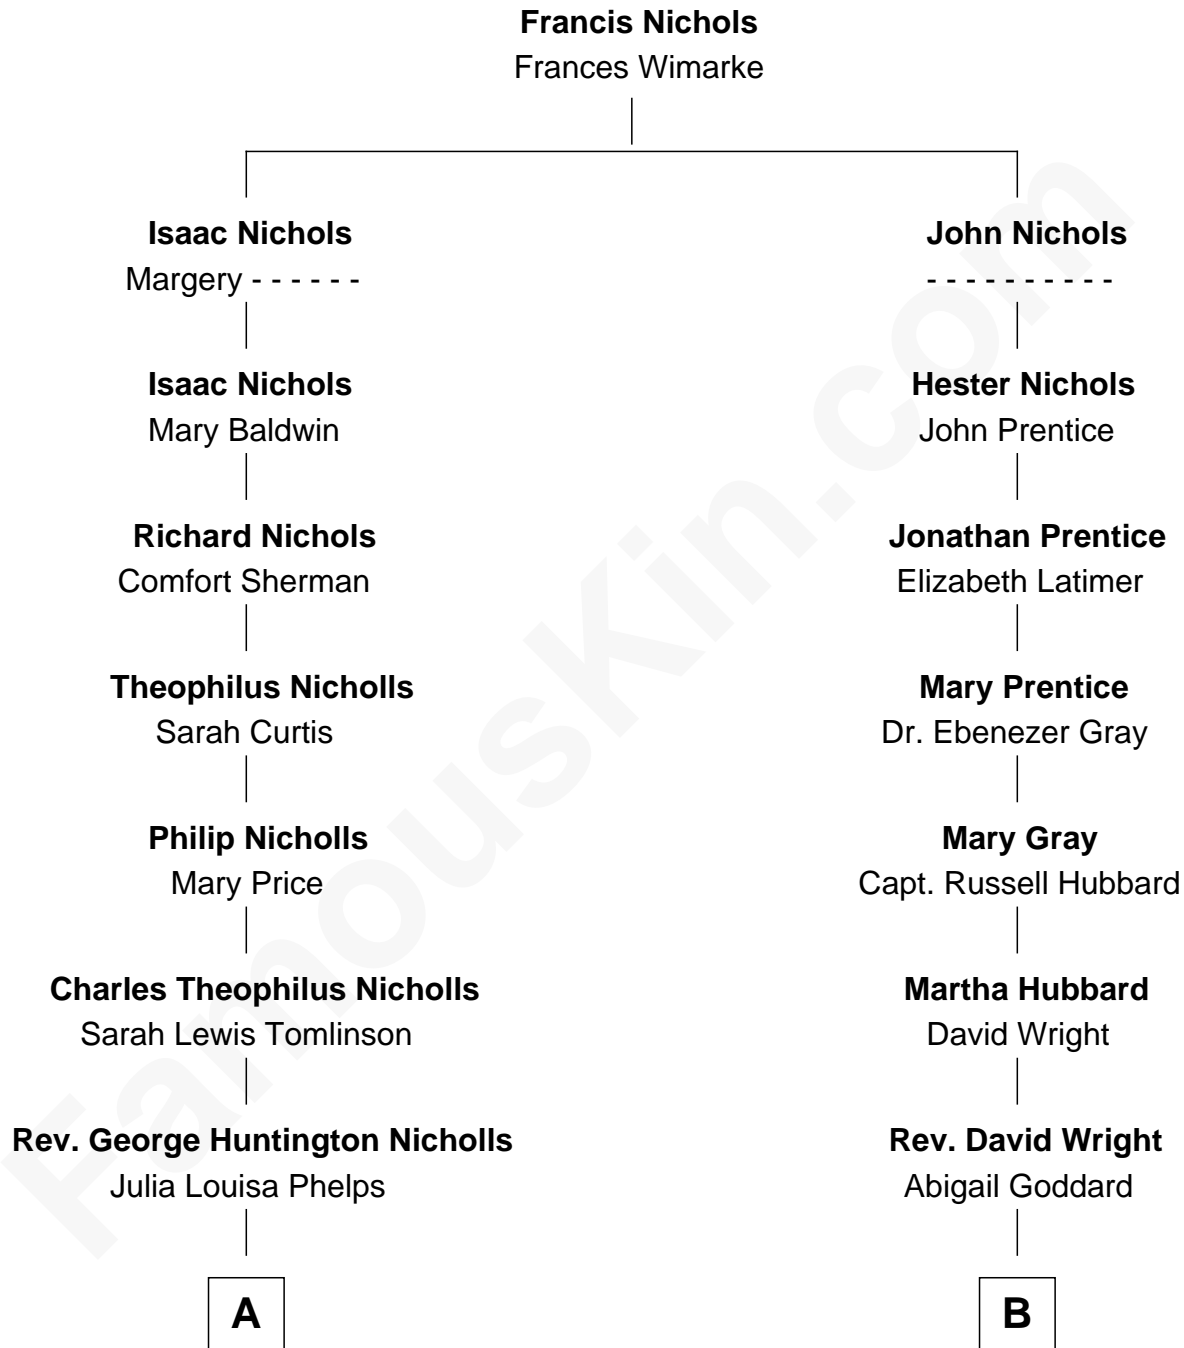 Francis Nichols
Frances Wimarke
Isaac Nichols
Margery - - - - - -
John Nichols
- - - - - - - - - -
Isaac Nichols
Mary Baldwin
Hester Nichols
John Prentice
Richard Nichols
Comfort Sherman
Jonathan Prentice
Elizabeth Latimer
Theophilus Nicholls
Sarah Curtis
Mary Prentice
Dr. Ebenezer Gray
Philip Nicholls
Mary Price
Mary Gray
Capt. Russell Hubbard
Charles Theophilus Nicholls
Sarah Lewis Tomlinson
Martha Hubbard
David Wright
Rev. George Huntington Nicholls
Julia Louisa Phelps
Rev. David Wright
Abigail Goddard
A
B
FamousKin.com